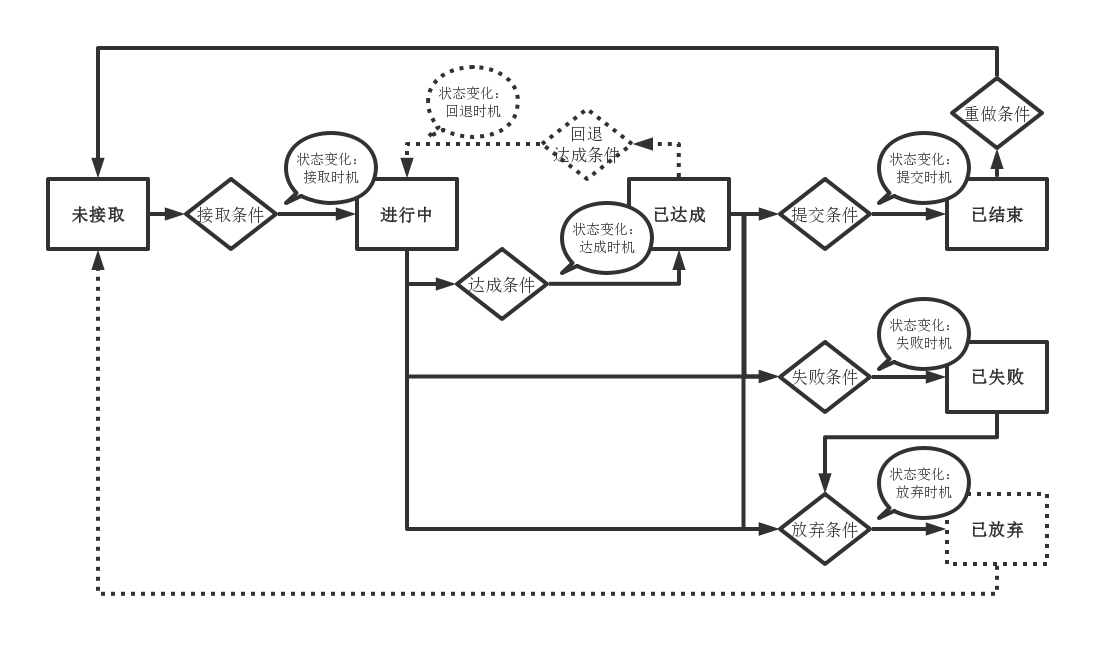 状态变化：
回退时机
重做条件
回退
达成条件
状态变化：
接取时机
状态变化：
提交时机
未接取
接取条件
进行中
已达成
提交条件
已结束
状态变化：
达成时机
达成条件
状态变化：
失败时机
失败条件
已失败
状态变化：
放弃时机
放弃条件
已放弃